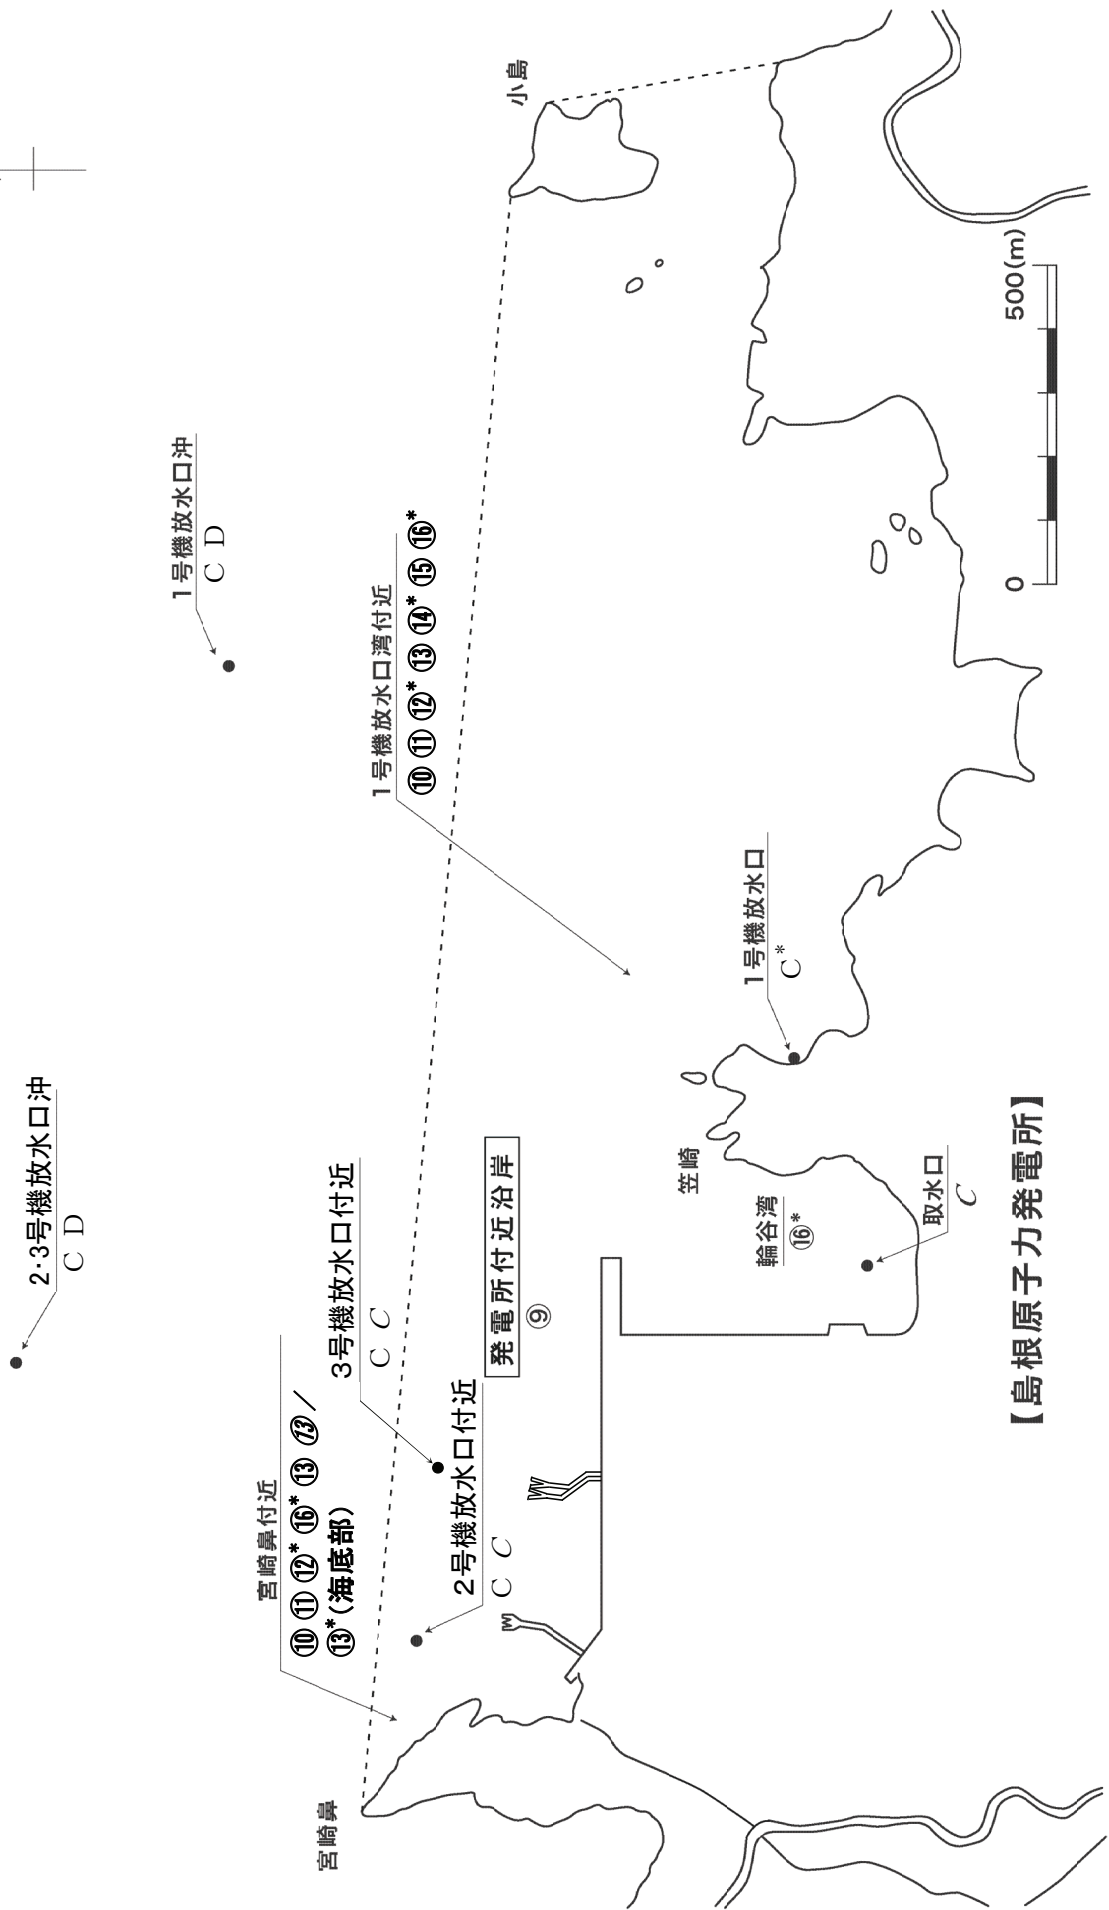 2・3号機放水口沖
C D
1号機放水口沖
C D
小島
1号機放水口湾付近
⑩ ⑪ ⑫* ⑬ ⑭* ⑮ ⑯*
宮崎鼻付近
⑩ ⑪ ⑫* ⑯* ⑬ ⑬ /
⑬*(海底部)
宮崎鼻
3号機放水口付近
C C
2号機放水口付近
C C
発電所付近沿岸
⑨
笠崎
輪谷湾
⑯*
1号機放水口
C*
取水口
C
【島根原子力発電所】
0 500(m)